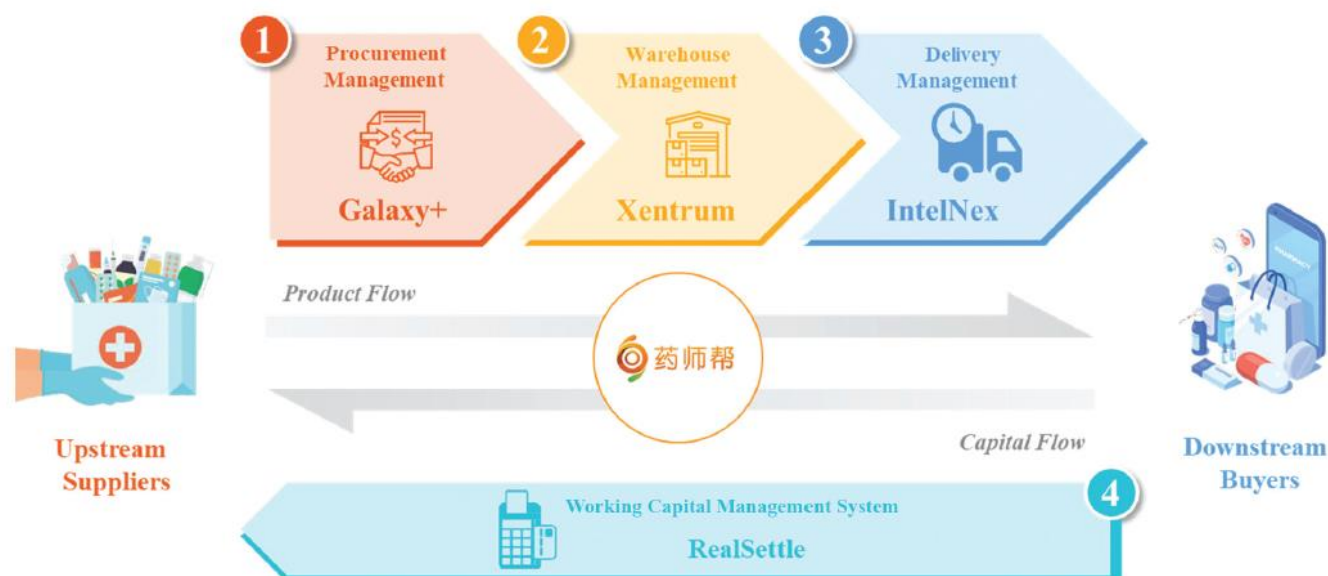 1
Procurement
Management
Galaxy+
2
Warehouse
Management
Xentrum
3
Delivery
Management
IntelNex
Product Flow
药师帮
Capital Flow
Upstream
Suppliers
Downstream
Buyers
4
Working Capital Management System
RealSettle
PHARMACY
$